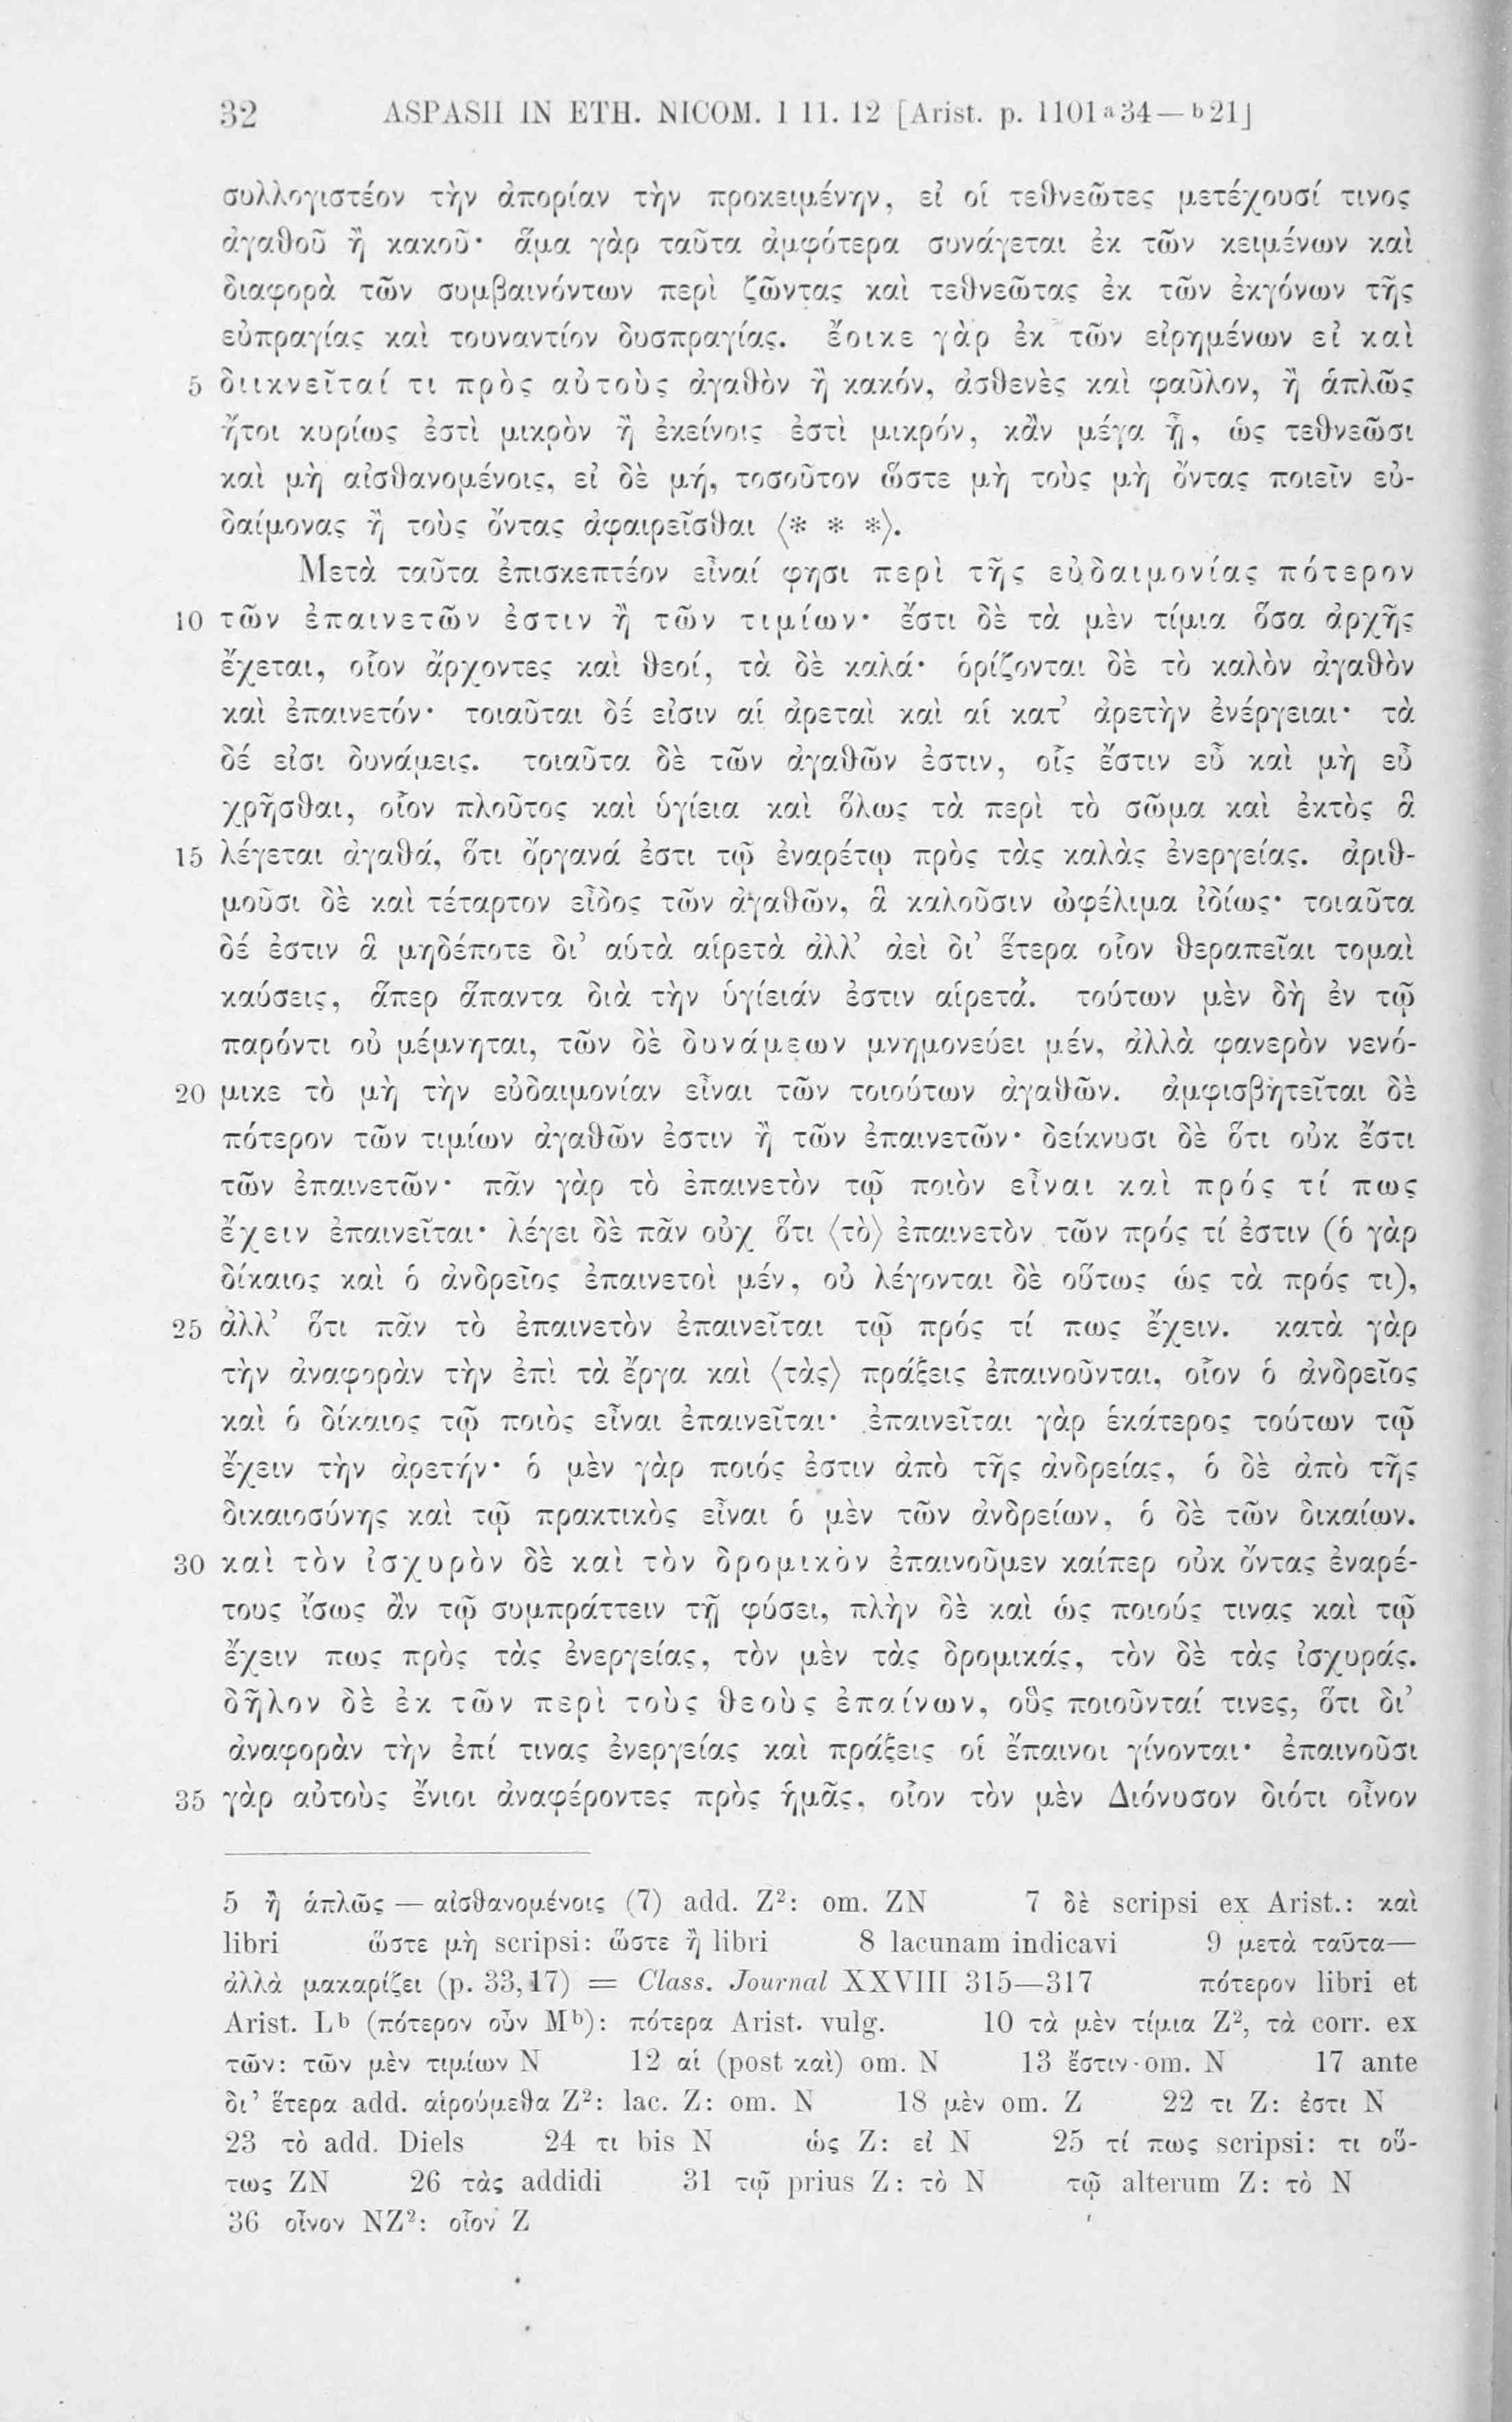 32 ASPASII IN ETH. NICOM. I 11. 12 [Arist. p. 1101ᵃ34—ᵇ21]
συλλογιστέον τὴν ἀπορίαν τὴν προκειμένην, εἰ οἱ τεθνεῶτες μετέχουσί τινος
ἀγαθοῦ ἢ κακοῦ· ἅμα γὰρ ταῦτα ἀμφότερα συνάγεται ἐκ τῶν κειμένων καὶ
διαφορὰ τῶν συμβαινόντων περὶ ζῶντας καὶ τεθνεῶτας ἐκ τῶν ἐκγόνων τῆς
εὐπραγίας καὶ τουναντίον δυσπραγίας. ἔοικε γὰρ ἐκ τῶν εἰρημένων εἰ καὶ
5 διικνεῖταί τι πρὸς αὐτοὺς ἀγαθὸν ἢ κακόν, ἀσθενὲς καὶ φαῦλον, ἢ ἁπλῶς
ἤτοι κυρίως ἐστὶ μικρὸν ἢ ἐκείνοις ἐστὶ μικρόν, κἂν μέγα ᾖ, ὡς τεθνεῶσι
καὶ μὴ αἰσθανομένοις, εἰ δὲ μή, τοσοῦτον ὥστε μὴ τοὺς μὴ ὄντας ποιεῖν εὐ-
δαίμονας ἢ τοὺς ὄντας ἀφαιρεῖσθαι ⟨* * *⟩.
Μετὰ ταῦτα ἐπισκεπτέον εἶναί φησι περὶ τῆς εὐδαιμονίας πότερον
10 τῶν ἐπαινετῶν ἐστιν ἢ τῶν τιμίων· ἔστι δὲ τὰ μὲν τίμια ὅσα ἀρχῆς
ἔχεται, οἷον ἄρχοντες καὶ θεοί, τὰ δὲ καλά· ὁρίζονται δὲ τὸ καλὸν ἀγαθὸν
καὶ ἐπαινετόν· τοιαῦται δέ εἰσιν αἱ ἀρεταὶ καὶ αἱ κατ’ ἀρετὴν ἐνέργειαι· τὰ
δέ εἰσι δυνάμεις. τοιαῦτα δὲ τῶν ἀγαθῶν ἐστιν, οἷς ἔστιν εὖ καὶ μὴ εὖ
χρῆσθαι, οἷον πλοῦτος καὶ ὑγίεια καὶ ὅλως τὰ περὶ τὸ σῶμα καὶ ἐκτὸς ἃ
15 λέγεται ἀγαθά, ὅτι ὄργανά ἐστι τῷ ἐναρέτῳ πρὸς τὰς καλὰς ἐνεργείας. ἀριθ-
μοῦσι δὲ καὶ τέταρτον εἶδος τῶν ἀγαθῶν, ἃ καλοῦσιν ὠφέλιμα ἰδίως· τοιαῦτα
δέ ἐστιν ἃ μηδέποτε δι’ αὑτὰ αἱρετὰ ἀλλ’ ἀεὶ δι’ ἕτερα οἷον θεραπεῖαι τομαὶ
καύσεις, ἅπερ ἅπαντα διὰ τὴν ὑγίειάν ἐστιν αἱρετά. τούτων μὲν δὴ ἐν τῷ
παρόντι οὐ μέμνηται, τῶν δὲ δυνάμεων μνημονεύει μέν, ἀλλὰ φανερὸν νενό-
20 μικε τὸ μὴ τὴν εὐδαιμονίαν εἶναι τῶν τοιούτων ἀγαθῶν. ἀμφισβητεῖται δὲ
πότερον τῶν τιμίων ἀγαθῶν ἐστιν ἢ τῶν ἐπαινετῶν· δείκνυσι δὲ ὅτι οὐκ ἔστι
τῶν ἐπαινετῶν· πᾶν γὰρ τὸ ἐπαινετὸν τῷ ποιὸν εἶναι καὶ πρός τί πως
ἔχειν ἐπαινεῖται· λέγει δὲ πᾶν οὐχ ὅτι ⟨τὸ⟩ ἐπαινετὸν τῶν πρός τί ἐστιν (ὁ γὰρ
δίκαιος καὶ ὁ ἀνδρεῖος ἐπαινετοὶ μέν, οὐ λέγονται δὲ οὕτως ὡς τὰ πρός τι),
25 ἀλλ’ ὅτι πᾶν τὸ ἐπαινετὸν ἐπαινεῖται τῷ πρός τί πως ἔχειν. κατὰ γὰρ
τὴν ἀναφορὰν τὴν ἐπὶ τὰ ἔργα καὶ ⟨τὰς⟩ πράξεις ἐπαινοῦνται, οἷον ὁ ἀνδρεῖος
καὶ ὁ δίκαιος τῷ ποιὸς εἶναι ἐπαινεῖται· ἐπαινεῖται γὰρ ἑκάτερος τούτων τῷ
ἔχειν τὴν ἀρετήν· ὁ μὲν γὰρ ποιός ἐστιν ἀπὸ τῆς ἀνδρείας, ὁ δὲ ἀπὸ τῆς
δικαιοσύνης καὶ τῷ πρακτικὸς εἶναι ὁ μὲν τῶν ἀνδρείων, ὁ δὲ τῶν δικαίων.
30 καὶ τὸν ἰσχυρὸν δὲ καὶ τὸν δρομικὸν ἐπαινοῦμεν καίπερ οὐκ ὄντας ἐναρέ-
τους ἴσως ἂν τῷ συμπράττειν τῇ φύσει, πλὴν δὲ καὶ ὡς ποιούς τινας καὶ τῷ
ἔχειν πως πρὸς τὰς ἐνεργείας, τὸν μὲν τὰς δρομικάς, τὸν δὲ τὰς ἰσχυράς.
δῆλον δὲ ἐκ τῶν περὶ τοὺς θεοὺς ἐπαίνων, οὓς ποιοῦνταί τινες, ὅτι δι’
ἀναφορὰν τὴν ἐπί τινας ἐνεργείας καὶ πράξεις οἱ ἔπαινοι γίνονται· ἐπαινοῦσι
35 γὰρ αὐτοὺς ἔνιοι ἀναφέροντες πρὸς ἡμᾶς, οἷον τὸν μὲν Διόνυσον διότι οἶνον
5 ἢ ἁπλῶς — αἰσθανομένοις (7) add. Z²: om. ZN 7 δὲ scripsi ex Arist.: καὶ
libri ὥστε μὴ scripsi: ὥστε ἢ libri 8 lacunam indicavi 9 μετὰ ταῦτα—
ἀλλὰ μακαρίζει (p. 33,17) = Class. Journal XXVIII 315—317 πότερον libri et
Arist. Lᵇ (πότερον οὖν Mᵇ): πότερα Arist. vulg. 10 τὰ μὲν τίμια Z², τὰ corr. ex
τῶν: τῶν μὲν τιμίων N 12 αἱ (post καὶ) om. N 13 ἔστιν om. N 17 ante
δι’ ἕτερα add. αἱρούμεθα Z²: lac. Z: om. N 18 μὲν om. Z 22 τι Z: ἐστι N
23 τὸ add. Diels 24 τι bis N ὡς Z: εἰ N 25 τί πως scripsi: τι οὕ-
τως ZN 26 τὰς addidi 31 τῷ prius Z: τὸ N τῷ alterum Z: τὸ N
36 οἶνον NZ²: οἷον Z